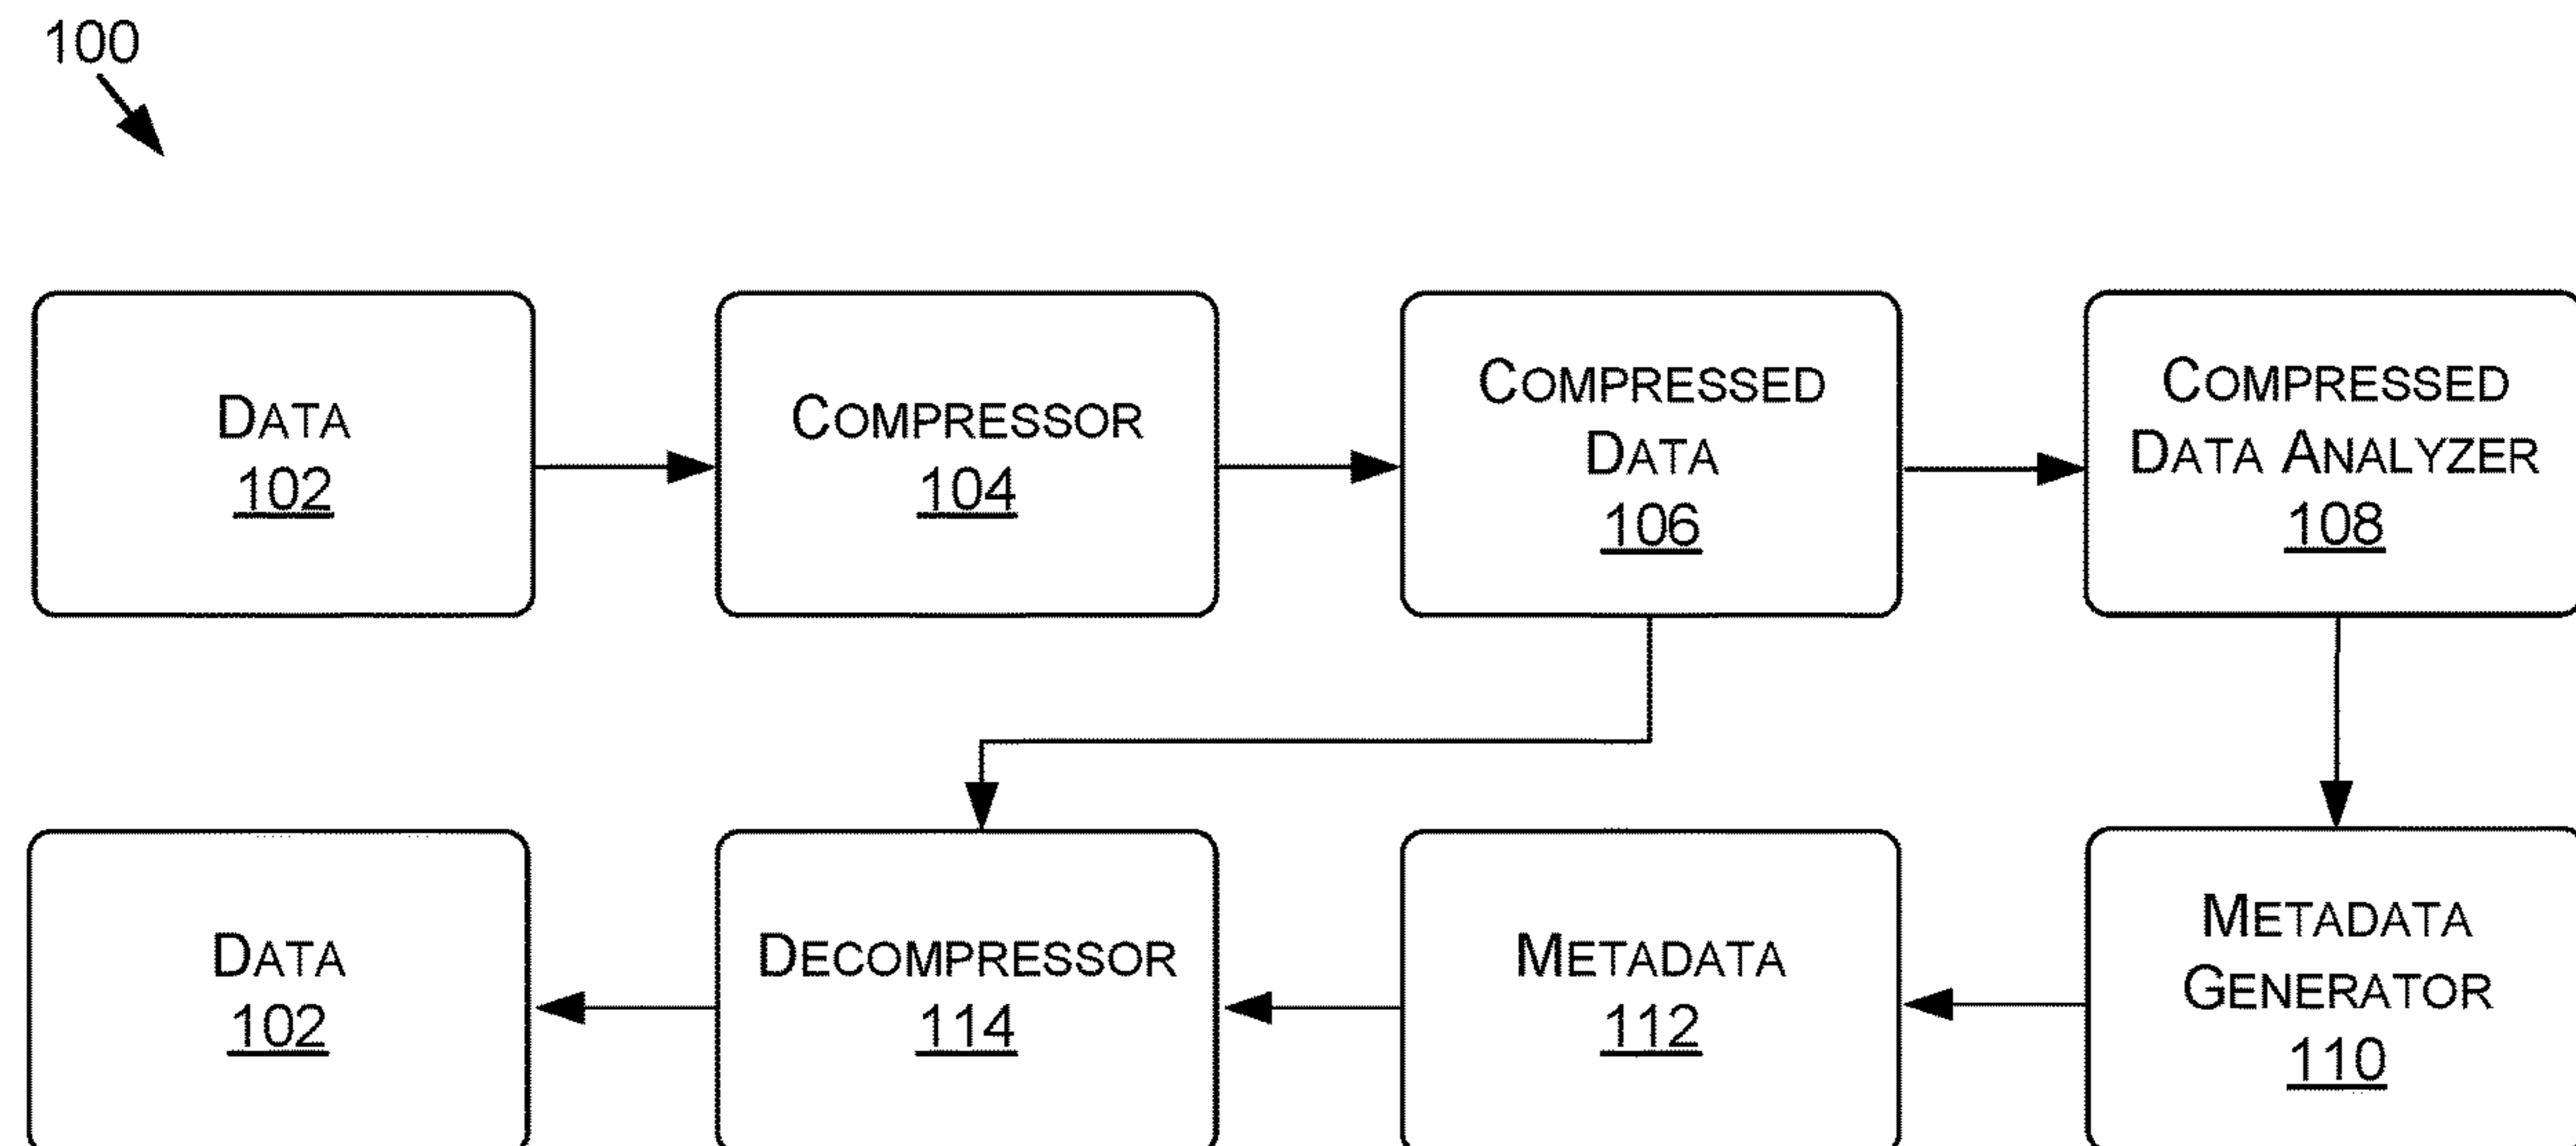 100
DATA
102
COMPRESSOR
104
COMPRESSED
DATA
106
COMPRESSED
DATA ANALYZER
108
DATA
102
DECOMPRESSOR
114
METADATA
112
METADATA
GENERATOR
110